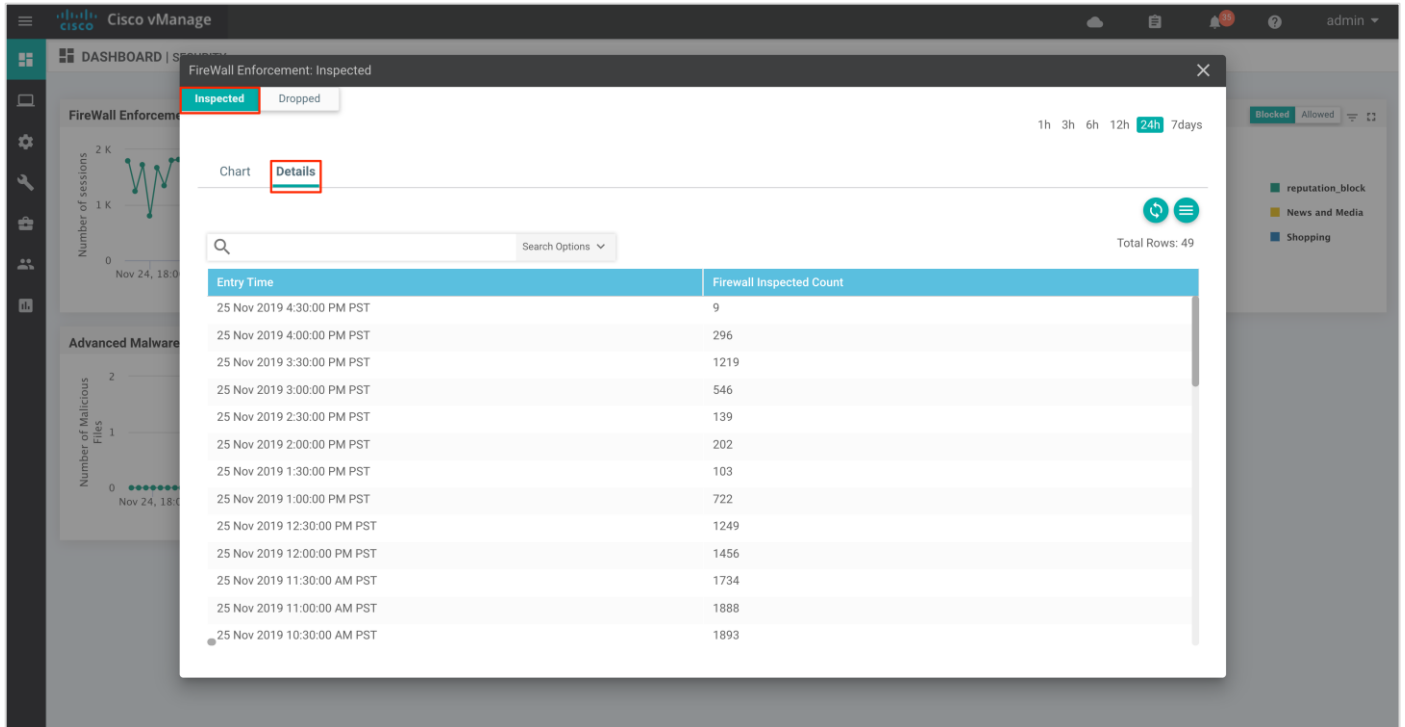 CISCO Cisco vManage 35 admin
DASHBOARD | SECURITY
FireWall Enforcement: Inspected
Inspected Dropped
1h 3h 6h 12h 24h 7days
Chart Details
Search Options
Total Rows: 49
Entry Time Firewall Inspected Count
25 Nov 2019 4:30:00 PM PST 9
25 Nov 2019 4:00:00 PM PST 296
25 Nov 2019 3:30:00 PM PST 1219
25 Nov 2019 3:00:00 PM PST 546
25 Nov 2019 2:30:00 PM PST 139
25 Nov 2019 2:00:00 PM PST 202
25 Nov 2019 1:30:00 PM PST 103
25 Nov 2019 1:00:00 PM PST 722
25 Nov 2019 12:30:00 PM PST 1249
25 Nov 2019 12:00:00 PM PST 1456
25 Nov 2019 11:30:00 AM PST 1734
25 Nov 2019 11:00:00 AM PST 1888
25 Nov 2019 10:30:00 AM PST 1893
FireWall Enforceme
Number of sessions
2 K
1 K
0
Nov 24, 18:0
Advanced Malware
Number of Malicious
Files
2
1
0
Nov 24, 18:0
Blocked Allowed
reputation_block
News and Media
Shopping